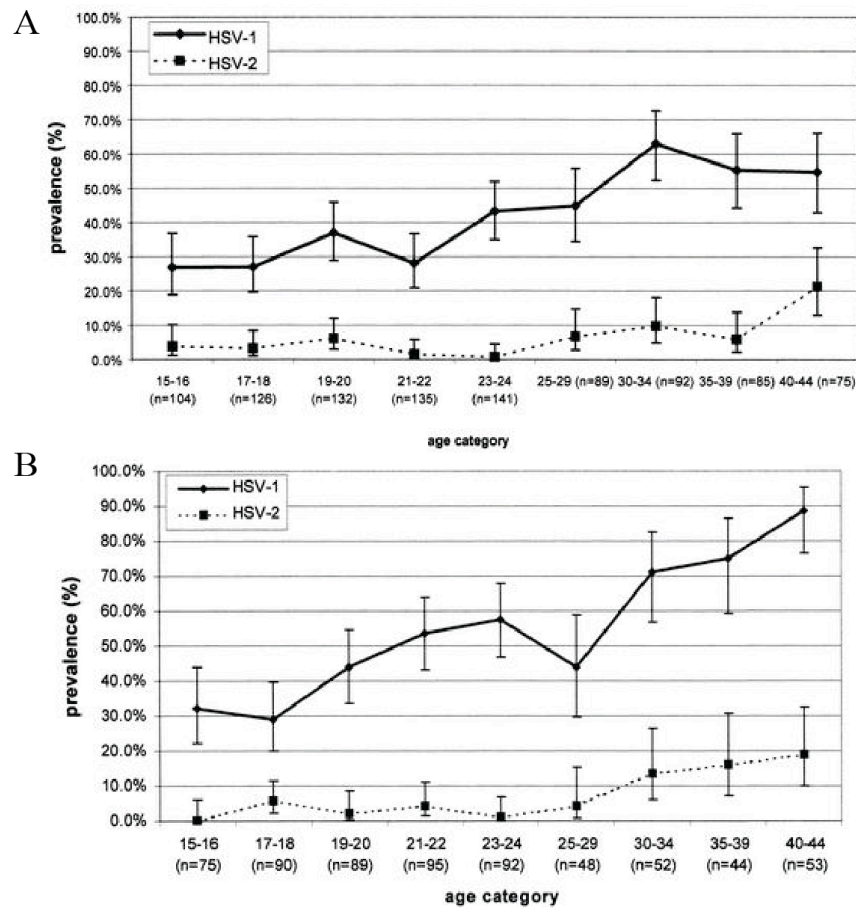 A
100.0%
90.0%
80.0%
70.0%
60.0%
50.0%
40.0%
30.0%
20.0%
10.0%
0.0%
prevalence (%)
HSV-1
HSV-2
15-16 17-18 19-20 21-22 23-24 25-29 (n=89) 30-34 (n=92) 35-39 (n=85) 40-44 (n=75)
(n=104) (n=126) (n=132) (n=135) (n=141)
age category
B
100.0%
90.0%
80.0%
70.0%
60.0%
50.0%
40.0%
30.0%
20.0%
10.0%
0.0%
prevalence (%)
HSV-1
HSV-2
15-16 17-18 19-20 21-22 23-24 25-29 30-34 35-39 40-44
(n=75) (n=90) (n=89) (n=95) (n=92) (n=48) (n=52) (n=44) (n=53)
age category